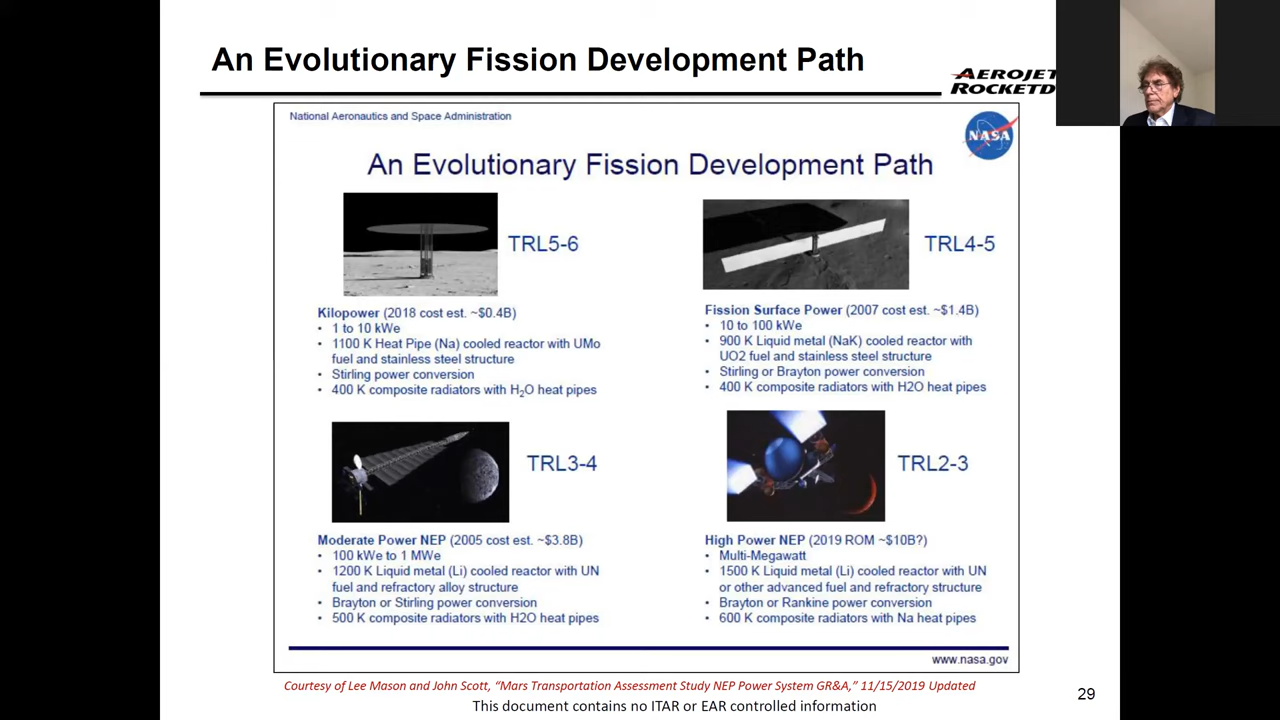 An Evolutionary Fission Development Path
AEROJET
ROCKETD
National Aeronautics and Space Administration
NASA
An Evolutionary Fission Development Path
TRL5-6
Kilopower (2018 cost est. ~$0.4B)
• 1 to 10 kWe
• 1100 K Heat Pipe (Na) cooled reactor with UMo
fuel and stainless steel structure
• Stirling power conversion
• 400 K composite radiators with H₂O heat pipes
TRL4-5
Fission Surface Power (2007 cost est. ~$1.4B)
• 10 to 100 kWe
• 900 K Liquid metal (NaK) cooled reactor with
UO2 fuel and stainless steel structure
• Stirling or Brayton power conversion
• 400 K composite radiators with H2O heat pipes
TRL3-4
Moderate Power NEP (2005 cost est. ~$3.8B)
• 100 kWe to 1 MWe
• 1200 K Liquid metal (Li) cooled reactor with UN
fuel and refractory alloy structure
• Brayton or Stirling power conversion
• 500 K composite radiators with H2O heat pipes
TRL2-3
High Power NEP (2019 ROM ~$10B?)
• Multi-Megawatt
• 1500 K Liquid metal (Li) cooled reactor with UN
or other advanced fuel and refractory structure
• Brayton or Rankine power conversion
• 600 K composite radiators with Na heat pipes
www.nasa.gov
Courtesy of Lee Mason and John Scott, “Mars Transportation Assessment Study NEP Power System GR&A,” 11/15/2019 Updated
This document contains no ITAR or EAR controlled information
29